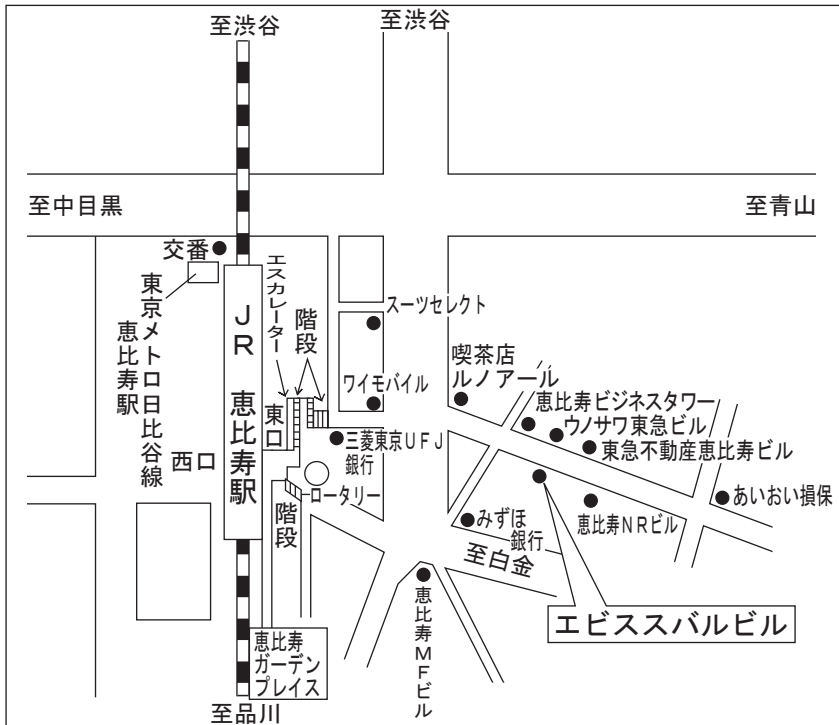 至渋谷
至渋谷
至中目黒
至青山
交番
東京メトロ日比谷線
恵比寿駅
エスカレーター
階段
スーツセレクト
ワイモバイル
喫茶店
ルノアール
恵比寿ビジネスタワー
ウノサワ東急ビル
東急不動産恵比寿ビル
JR 恵比寿駅
東口
西口
三菱東京UFJ
銀行
ロータリー
階段
みずほ
銀行
恵比寿NRビル
あいおい損保
至白金
恵比寿MFビル
エビススバルビル
恵比寿
ガーデン
プレイス
至品川